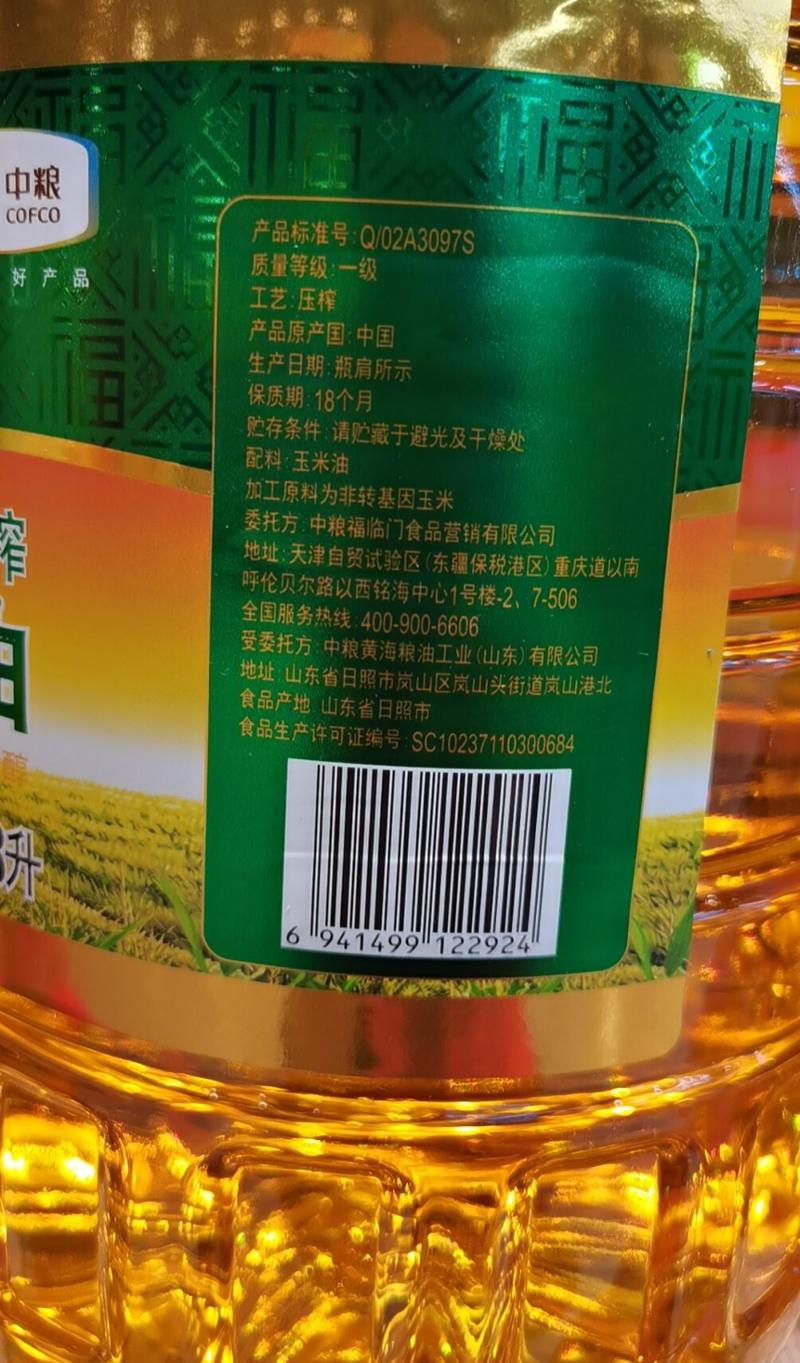 中粮
COFCO
好产品
产品标准号:Q/02A3097S
质量等级:一级
工艺:压榨
产品原产国:中国
生产日期:瓶肩所示
保质期:18个月
贮存条件:请贮藏于避光及干燥处
配料:玉米油
加工原料为非转基因玉米
委托方:中粮福临门食品营销有限公司
地址:天津自贸试验区(东疆保税港区)重庆道以南
呼伦贝尔路以西铭海中心1号楼-2、7-506
全国服务热线:400-900-6606
受委托方:中粮黄海粮油工业(山东)有限公司
地址:山东省日照市岚山区岚山头街道岚山港北
食品产地:山东省日照市
食品生产许可证编号:SC10237110300684
6 941499 122924
榨
油
醇
升
福
福
福
福